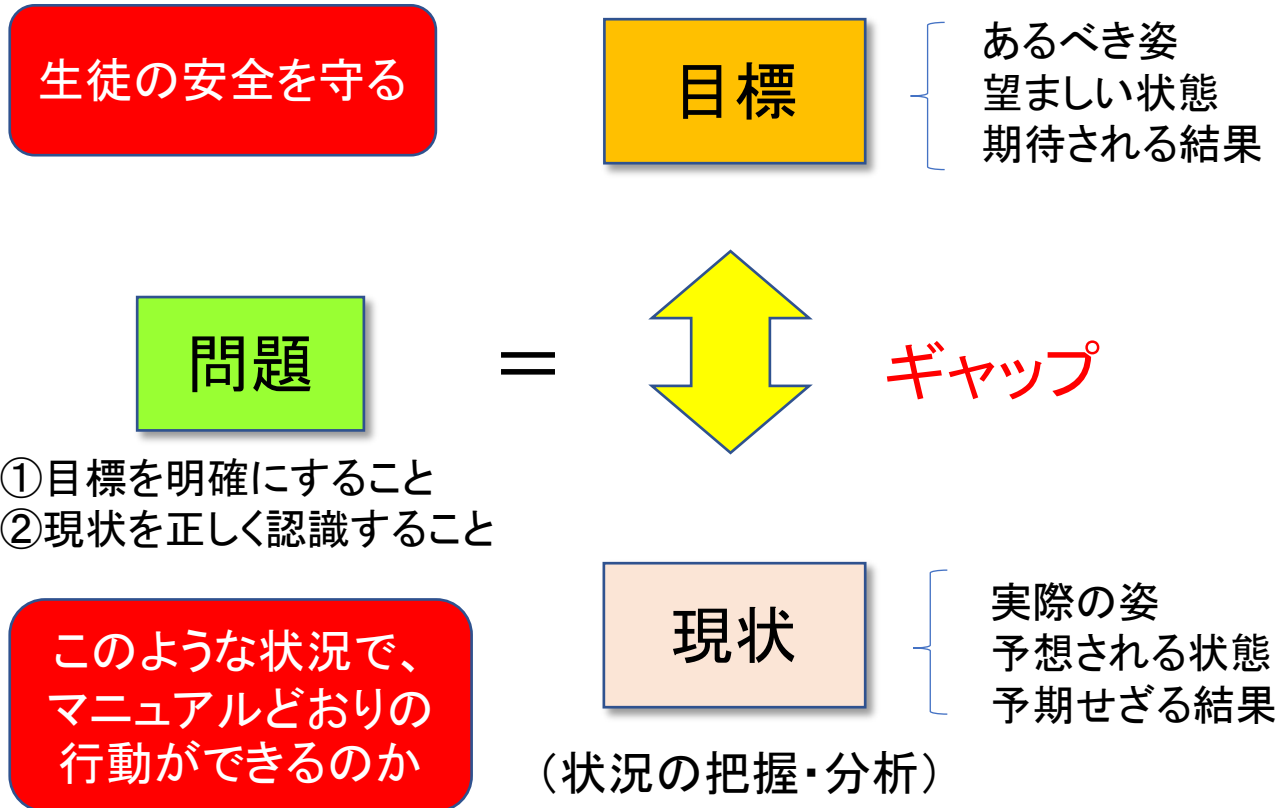 生徒の安全を守る
目標
あるべき姿
望ましい状態
期待される結果
問題
＝
ギャップ
①目標を明確にすること
②現状を正しく認識すること
このような状況で、
マニュアルどおりの
行動ができるのか
現状
実際の姿
予想される状態
予期せざる結果
（状況の把握・分析）